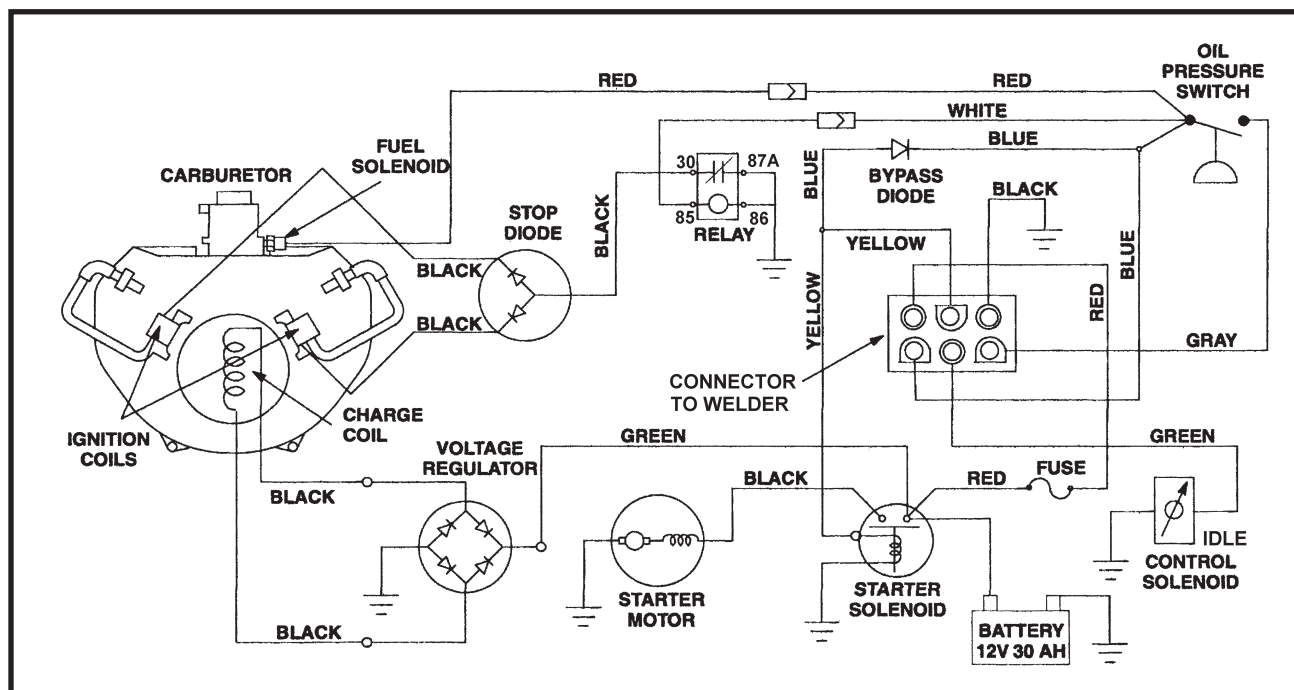 OIL
PRESSURE
SWITCH
RED
RED
WHITE
BLUE
FUEL
SOLENOID
CARBURETOR
30
87A
85
86
RELAY
BLUE
BYPASS
DIODE
BLACK
STOP
DIODE
BLACK
BLACK
BLACK
YELLOW
YELLOW
BLUE
RED
GRAY
CONNECTOR
TO WELDER
IGNITION
COILS
CHARGE
COIL
VOLTAGE
REGULATOR
GREEN
GREEN
BLACK
BLACK
RED
FUSE
IDLE
CONTROL
SOLENOID
STARTER
MOTOR
STARTER
SOLENOID
BLACK
BATTERY
12V 30 AH